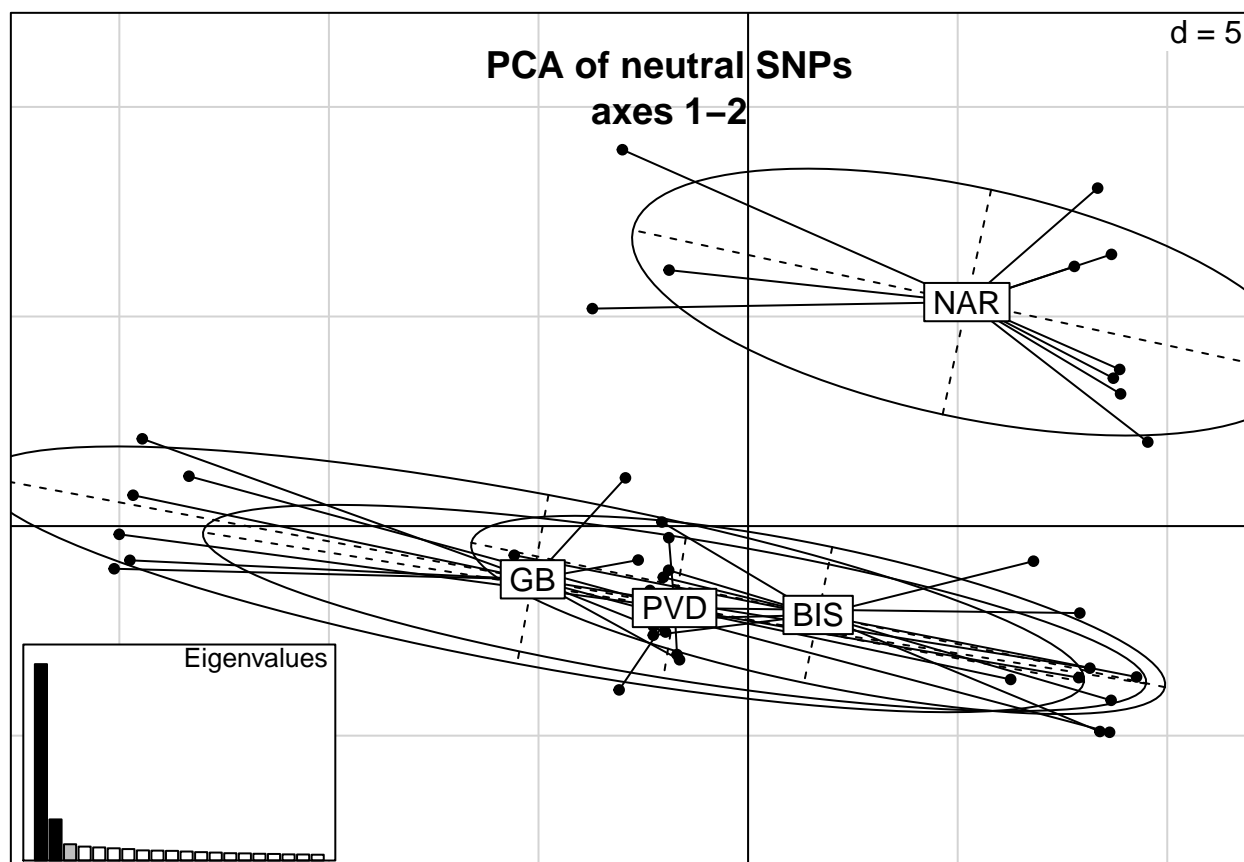 d = 5
PCA of neutral SNPs
axes 1−2
NAR
GB
PVD
BIS
Eigenvalues